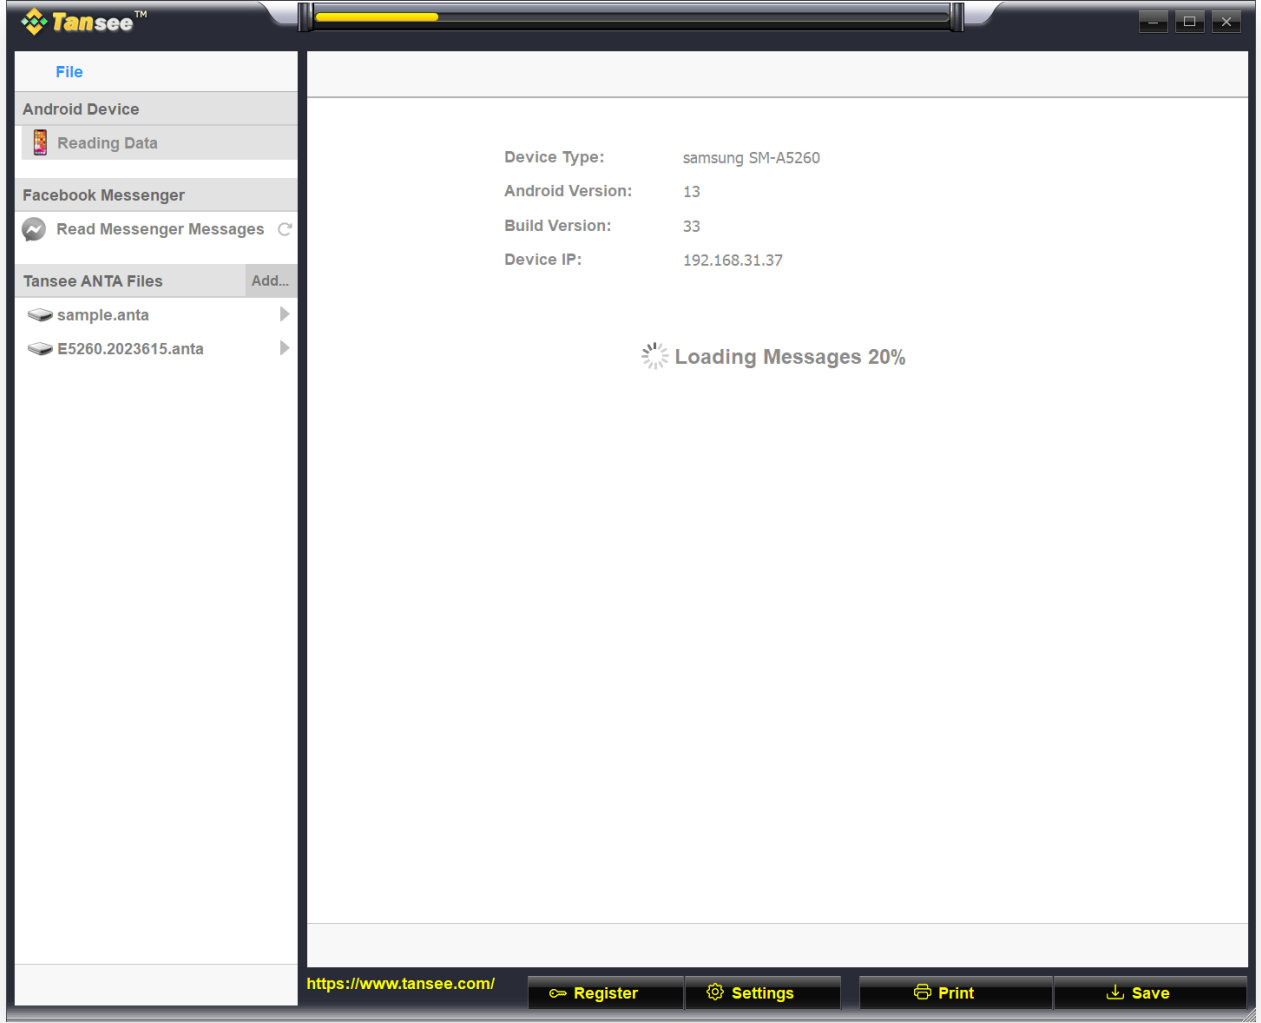 Tansee™
File
Android Device
Reading Data
Facebook Messenger
Read Messenger Messages
Tansee ANTA Files Add...
sample.anta
E5260.2023615.anta
Device Type: samsung SM-A5260
Android Version: 13
Build Version: 33
Device IP: 192.168.31.37
Loading Messages 20%
https://www.tansee.com/ Register Settings Print Save